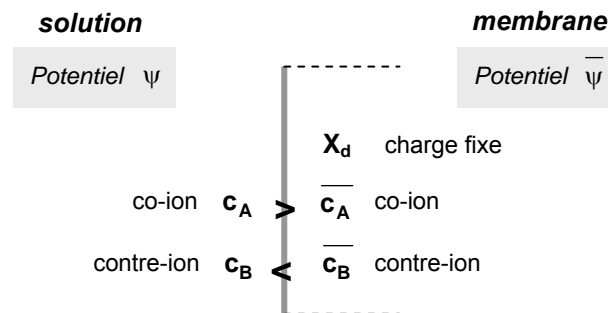 solution membrane
Potentiel ψ Potentiel ψ̅
X_d charge fixe
co-ion c_A > c̅_A̅ co-ion
contre-ion c_B < c̅_B̅ contre-ion